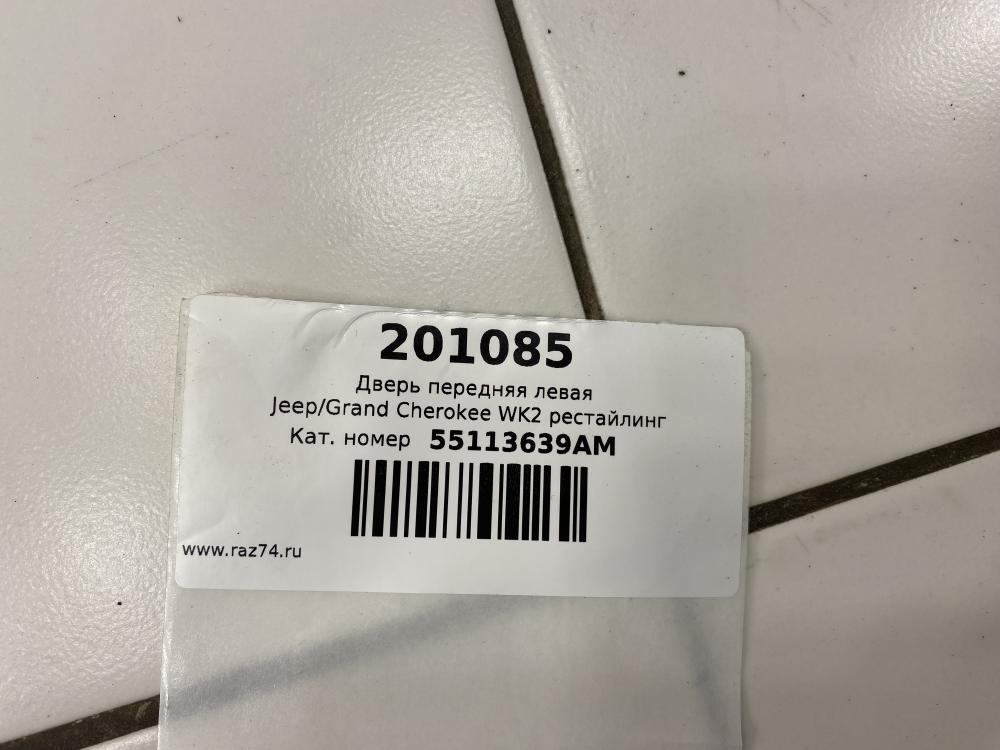 201085
Дверь передняя левая
Jeep/Grand Cherokee WK2 рестайлинг
Кат. номер 55113639AM
www.raz74.ru